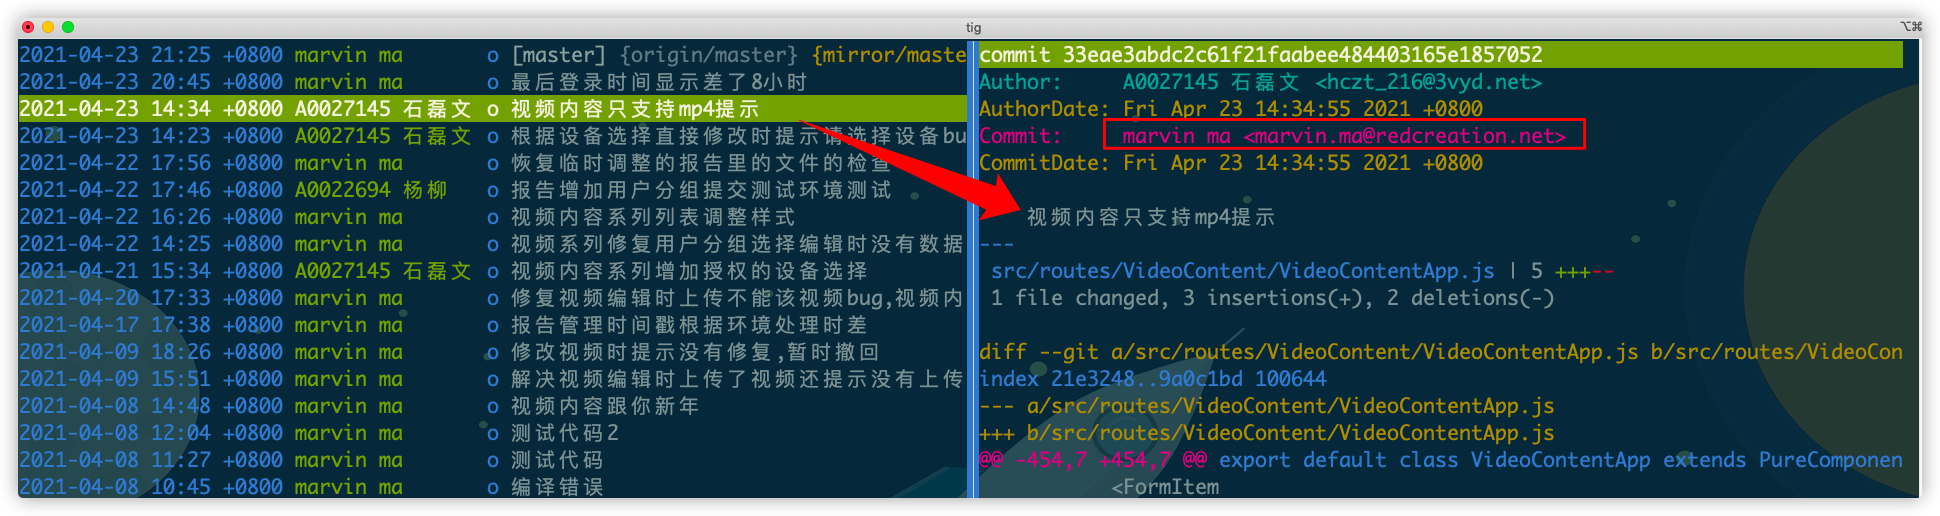 tig
⌥⌘
2021-04-23 21:25 +0800 marvin ma o [master] {origin/master} {mirror/maste
2021-04-23 20:45 +0800 marvin ma o 最后登录时间显示差了8小时
2021-04-23 14:34 +0800 A0027145 石磊文 o 视频内容只支持mp4提示
2021-04-23 14:23 +0800 A0027145 石磊文 o 根据设备选择直接修改时提示请选择设备bu
2021-04-22 17:56 +0800 marvin ma o 恢复临时调整的报告里的文件的检查
2021-04-22 17:46 +0800 A0022694 杨柳 o 报告增加用户分组提交测试环境测试
2021-04-22 16:26 +0800 marvin ma o 视频内容系列列表调整样式
2021-04-22 14:25 +0800 marvin ma o 视频系列修复用户分组选择编辑时没有数据
2021-04-21 15:34 +0800 A0027145 石磊文 o 视频内容系列增加授权的设备选择
2021-04-20 17:33 +0800 marvin ma o 修复视频编辑时上传不能该视频bug,视频内
2021-04-17 17:38 +0800 marvin ma o 报告管理时间戳根据环境处理时差
2021-04-09 18:26 +0800 marvin ma o 修改视频时提示没有修复,暂时撤回
2021-04-09 15:51 +0800 marvin ma o 解决视频编辑时上传了视频还提示没有上传
2021-04-08 14:48 +0800 marvin ma o 视频内容跟你新年
2021-04-08 12:04 +0800 marvin ma o 测试代码2
2021-04-08 11:27 +0800 marvin ma o 测试代码
2021-04-08 10:45 +0800 marvin ma o 编译错误
commit 33eae3abdc2c61f21faabee484403165e1857052
Author: A0027145 石磊文 <hczt_216@3vyd.net>
AuthorDate: Fri Apr 23 14:34:55 2021 +0800
Commit: marvin ma <marvin.ma@redcreation.net>
CommitDate: Fri Apr 23 14:34:55 2021 +0800
视频内容只支持mp4提示
---
src/routes/VideoContent/VideoContentApp.js | 5 +++--
1 file changed, 3 insertions(+), 2 deletions(-)
diff --git a/src/routes/VideoContent/VideoContentApp.js b/src/routes/VideoCon
index 21e3248..9a0c1bd 100644
--- a/src/routes/VideoContent/VideoContentApp.js
+++ b/src/routes/VideoContent/VideoContentApp.js
@@ -454,7 +454,7 @@ export default class VideoContentApp extends PureComponen
<FormItem